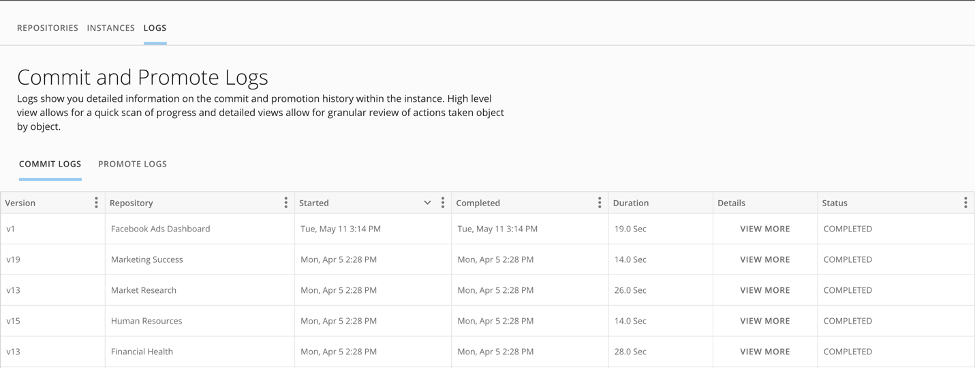 REPOSITORIES INSTANCES LOGS
Commit and Promote Logs
Logs show you detailed information on the commit and promotion history within the instance. High level
view allows for a quick scan of progress and detailed views allow for granular review of actions taken object
by object.
COMMIT LOGS PROMOTE LOGS
Version Repository Started Completed Duration Details Status
v1 Facebook Ads Dashboard Tue, May 11 3:14 PM Tue, May 11 3:14 PM 19.0 Sec VIEW MORE COMPLETED
v19 Marketing Success Mon, Apr 5 2:28 PM Mon, Apr 5 2:28 PM 14.0 Sec VIEW MORE COMPLETED
v13 Market Research Mon, Apr 5 2:28 PM Mon, Apr 5 2:28 PM 26.0 Sec VIEW MORE COMPLETED
v15 Human Resources Mon, Apr 5 2:28 PM Mon, Apr 5 2:28 PM 14.0 Sec VIEW MORE COMPLETED
v13 Financial Health Mon, Apr 5 2:28 PM Mon, Apr 5 2:28 PM 28.0 Sec VIEW MORE COMPLETED